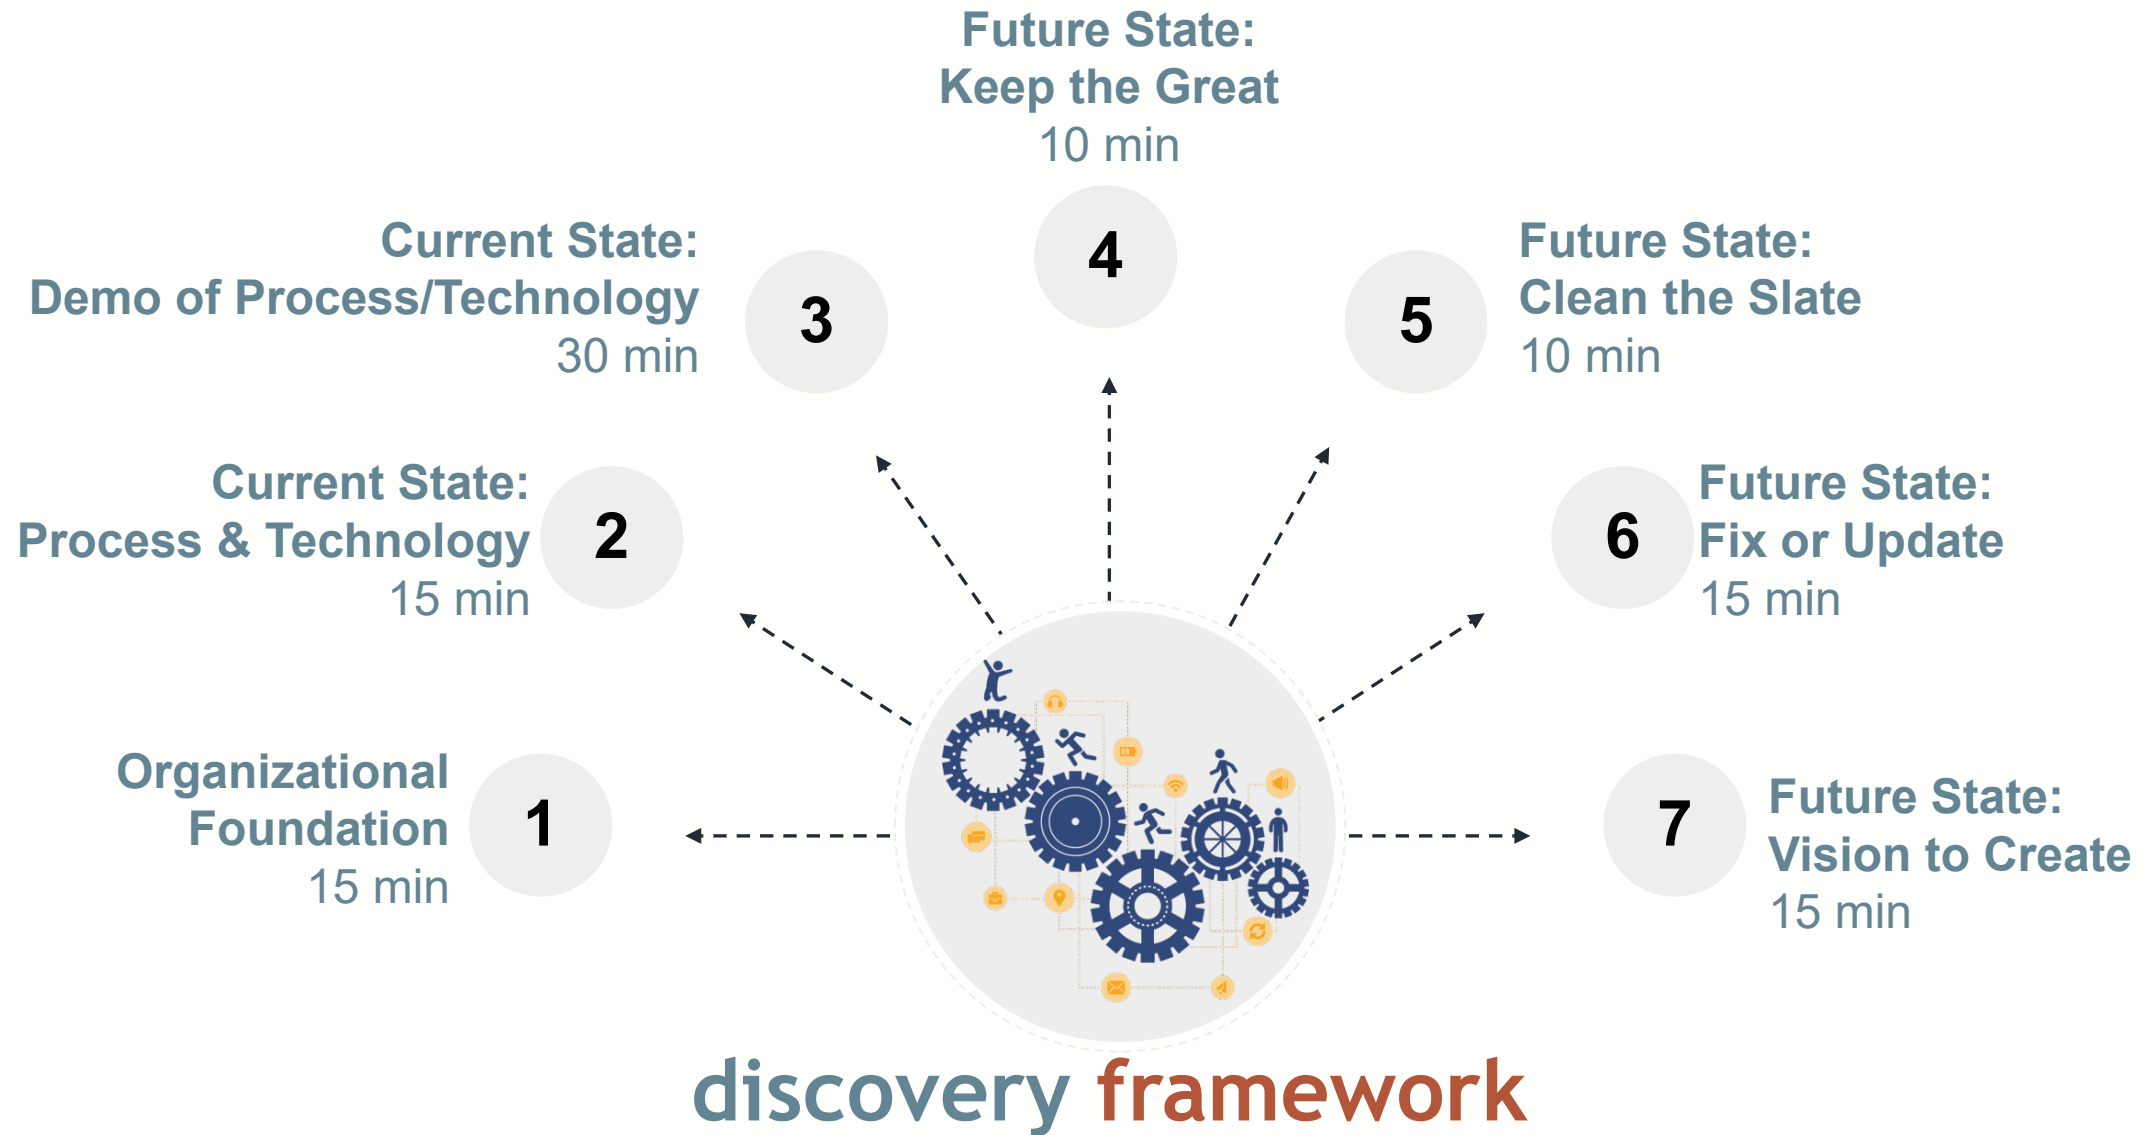 Future State:
Keep the Great
10 min
4
Current State:
Demo of Process/Technology
30 min
3
5
Future State:
Clean the Slate
10 min
Current State:
Process & Technology
15 min
2
6
Future State:
Fix or Update
15 min
Organizational
Foundation
15 min
1
7
Future State:
Vision to Create
15 min
discovery framework